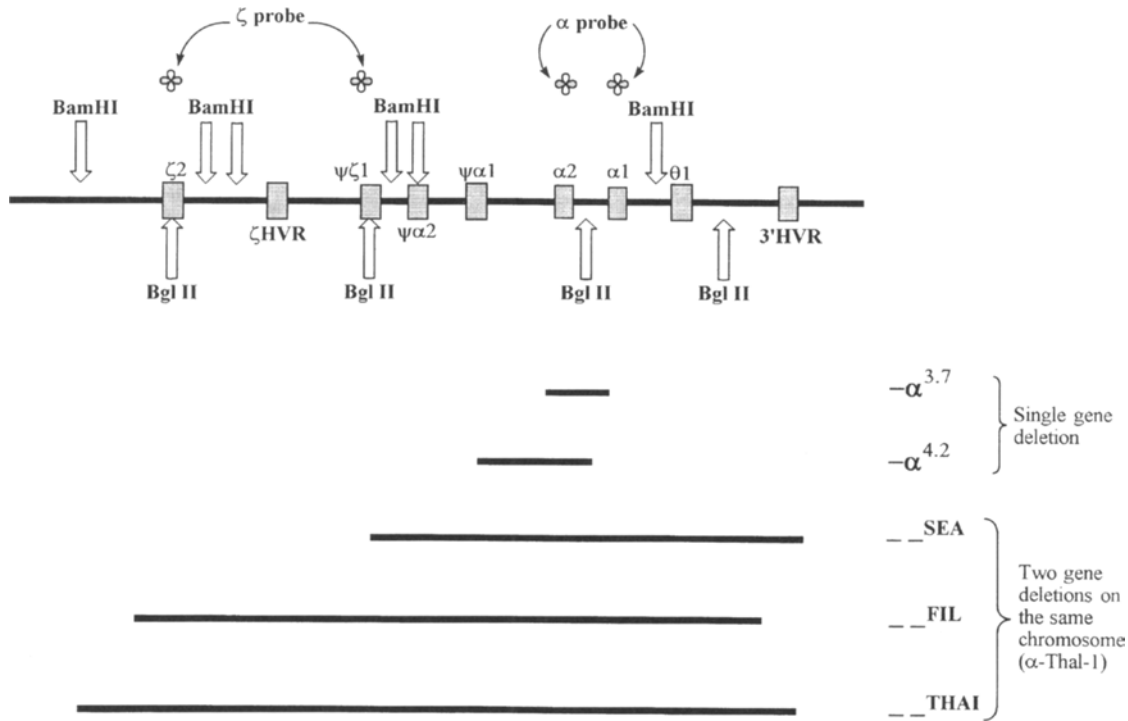 ζ probe
α probe
BamHI
BamHI
BamHI
BamHI
ζ2
ψζ1
ψα1
α2
α1
θ1
ζHVR
ψα2
3'HVR
Bgl II
Bgl II
Bgl II
Bgl II
–α3.7
–α4.2
Single gene
deletion
_ _SEA
_ _FIL
_ _THAI
Two gene
deletions on
the same
chromosome
(α-Thal-1)